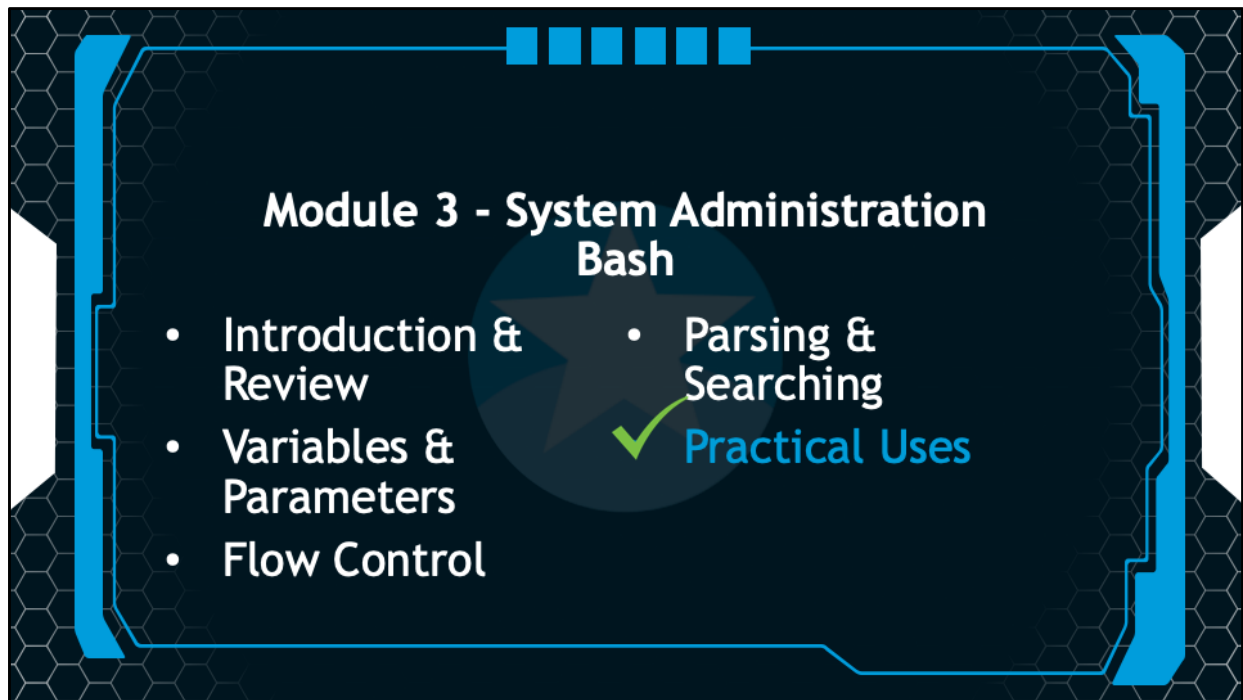 Module 3 - System Administration
Bash
• Introduction &
Review
• Variables &
Parameters
• Flow Control
• Parsing &
Searching
Practical Uses